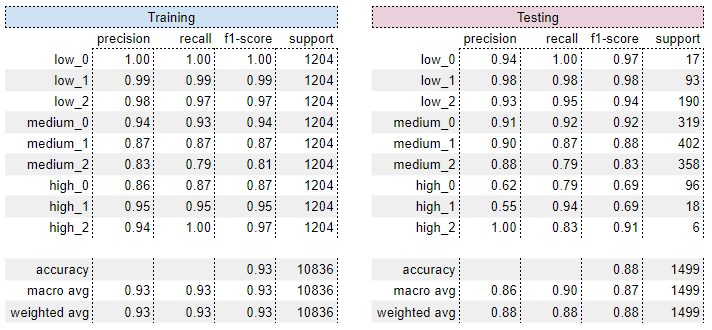 Training Testing
precision recall f1-score support precision recall f1-score support
low_0 1.00 1.00 1.00 1204 low_0 0.94 1.00 0.97 17
low_1 0.99 0.99 0.99 1204 low_1 0.98 0.98 0.98 93
low_2 0.98 0.97 0.97 1204 low_2 0.93 0.95 0.94 190
medium_0 0.94 0.93 0.94 1204 medium_0 0.91 0.92 0.92 319
medium_1 0.87 0.87 0.87 1204 medium_1 0.90 0.87 0.88 402
medium_2 0.83 0.79 0.81 1204 medium_2 0.88 0.79 0.83 358
high_0 0.86 0.87 0.87 1204 high_0 0.62 0.79 0.69 96
high_1 0.95 0.95 0.95 1204 high_1 0.55 0.94 0.69 18
high_2 0.94 1.00 0.97 1204 high_2 1.00 0.83 0.91 6
accuracy 0.93 10836 accuracy 0.88 1499
macro avg 0.93 0.93 0.93 10836 macro avg 0.86 0.90 0.87 1499
weighted avg 0.93 0.93 0.93 10836 weighted avg 0.88 0.88 0.88 1499